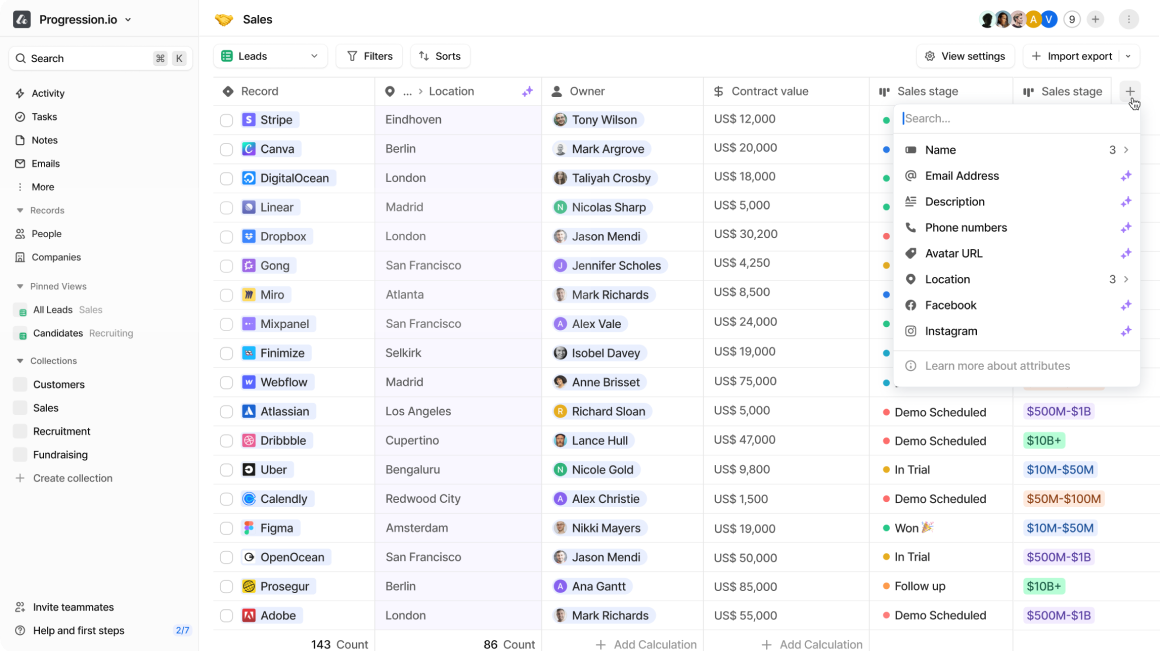 Progression.io
Search
⌘ K
Activity
Tasks
Notes
Emails
More
Records
People
Companies
Pinned Views
All Leads Sales
Candidates Recruiting
Collections
Customers
Sales
Recruitment
Fundraising
Create collection
Invite teammates
Help and first steps 2/7
Sales
A V 9
Leads
Filters
Sorts
View settings
Import export
Record ... > Location Owner Contract value Sales stage Sales stage
Stripe Eindhoven Tony Wilson US$ 12,000
Canva Berlin Mark Argrove US$ 20,000
DigitalOcean London Taliyah Crosby US$ 18,000
Linear Madrid N Nicolas Sharp US$ 5,000
Dropbox London Jason Mendi US$ 30,200
Gong San Francisco J Jennifer Scholes US$ 4,250
Miro Atlanta Mark Richards US$ 8,500
Mixpanel San Francisco A Alex Vale US$ 24,000
Finimize Selkirk Isobel Davey US$ 19,000
Webflow Madrid Anne Brisset US$ 75,000
Atlassian Los Angeles R Richard Sloan US$ 5,000 Demo Scheduled $500M-$1B
Dribbble Cupertino Lance Hull US$ 47,000 Demo Scheduled $10B+
Uber Bengaluru N Nicole Gold US$ 9,800 In Trial $10M-$50M
Calendly Redwood City A Alex Christie US$ 1,500 Demo Scheduled $50M-$100M
Figma Amsterdam Nikki Mayers US$ 19,000 Won 🎉 $10M-$50M
OpenOcean San Francisco Jason Mendi US$ 50,000 In Trial $500M-$1B
Prosegur Berlin A Ana Gantt US$ 85,000 Follow up $10B+
Adobe London Mark Richards US$ 55,000 Demo Scheduled $500M-$1B
143 Count 86 Count Add Calculation Add Calculation
Search...
Name 3
Email Address
Description
Phone numbers
Avatar URL
Location 3
Facebook
Instagram
Learn more about attributes